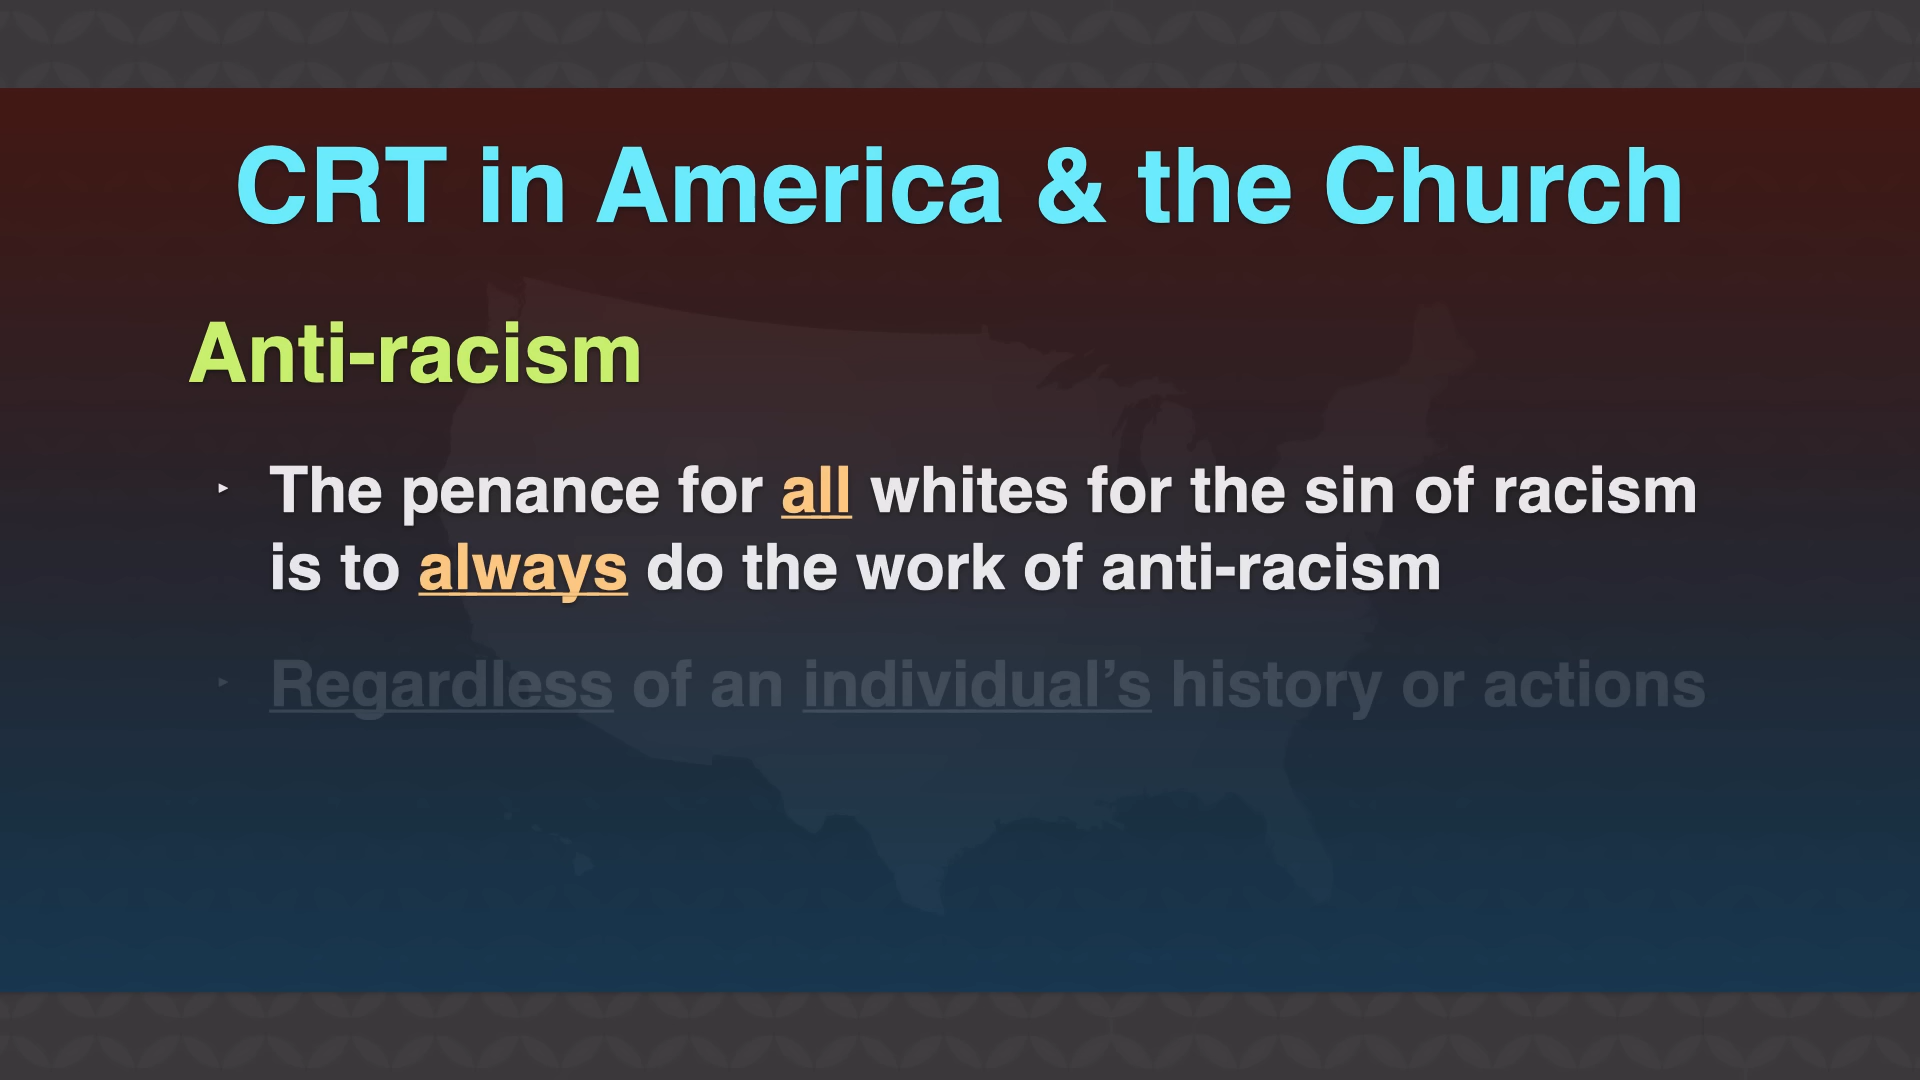 CRT in America & the Church
Anti-racism
‣ The penance for all whites for the sin of racism
is to always do the work of anti-racism
‣ Regardless of an individual’s history or actions